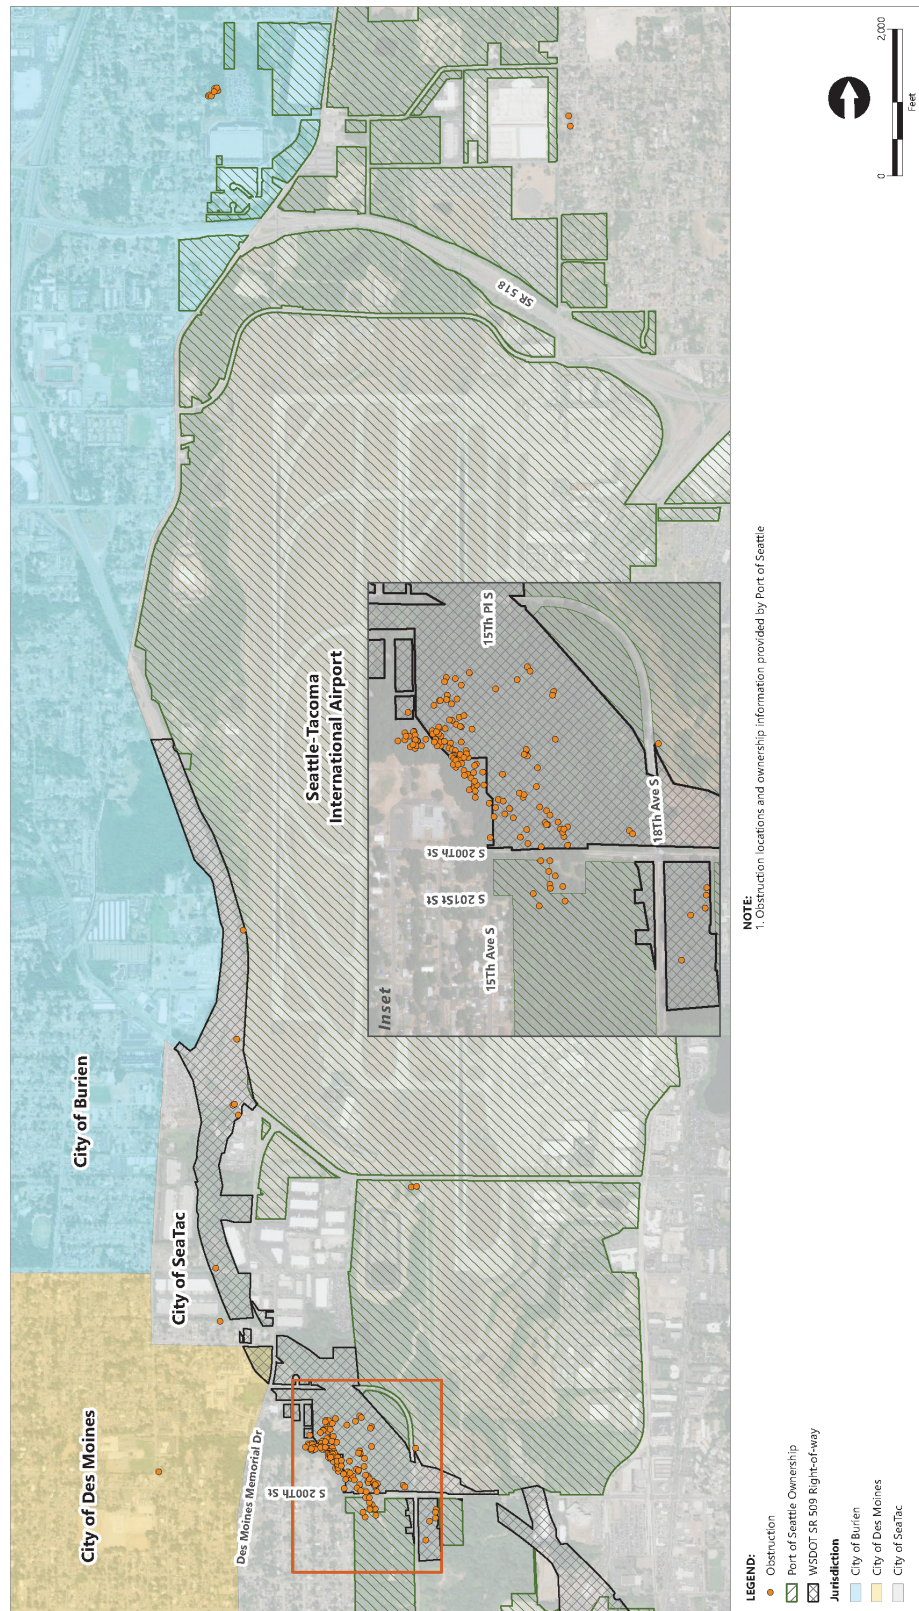 City of Burien
City of Des Moines
City of SeaTac
Des Moines Memorial Dr
S 200Th St
Seattle-Tacoma
International Airport
SR 518
Inset
15Th Ave S
S 201St St
S 200Th St
15Th Pl S
18Th Ave S
LEGEND:
Obstruction
Port of Seattle Ownership
WSDOT SR 509 Right-of-way
Jurisdiction
City of Burien
City of Des Moines
City of SeaTac
NOTE:
1. Obstruction locations and ownership information provided by Port of Seattle
0 2,000
Feet